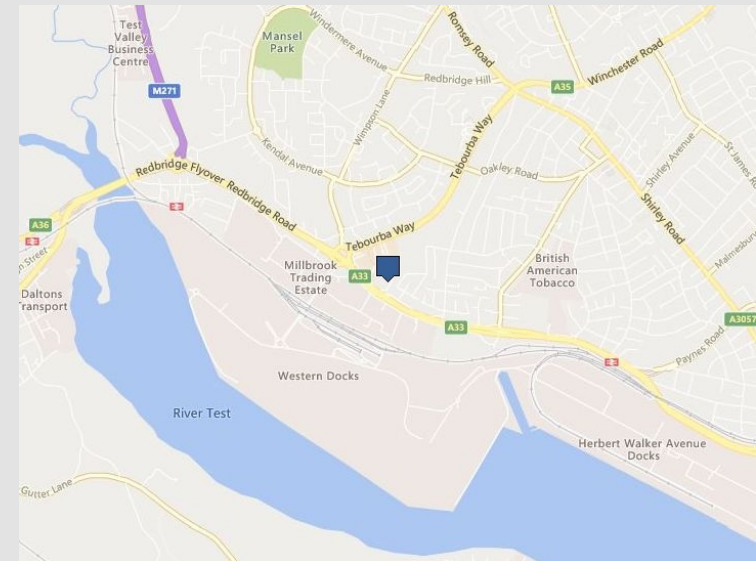 Test
Valley
Business
Centre
Mansel
Park
Windermere Avenue
Romsey Road
Winchester Road
Redbridge Hill
A35
M271
Wimpson Lane
Tebourba Way
Kendal Avenue
Oakley Road
Shirley Avenue
St James R
Redbridge Flyover
Redbridge Road
Shirley Road
A36
n Street
Tebourba Way
Malmesbury
Daltons
Transport
Millbrook
Trading
Estate
A33
British
American
Tobacco
A33
A3057
Paynes Road
Western Docks
River Test
Herbert Walker Avenue
Docks
Gutter Lane